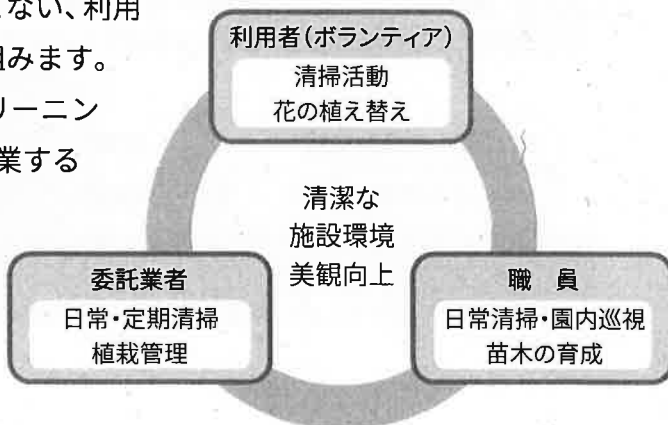 ない、利用
組みます。
リーニン
業する
利用者(ボランティア)
清掃活動
花の植え替え
清潔な
施設環境
美観向上
委託業者
日常・定期清掃
植栽管理
職 員
日常清掃・園内巡視
苗木の育成